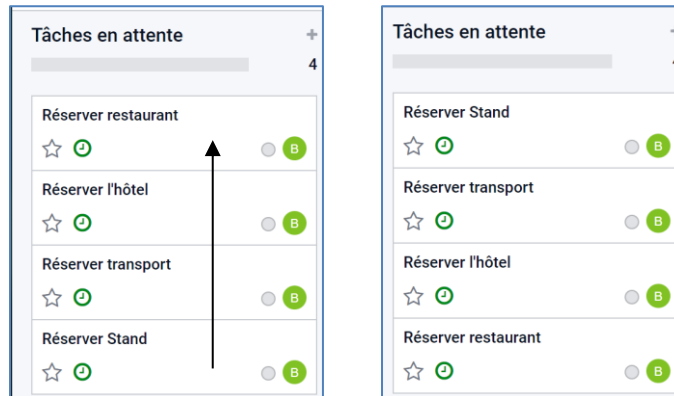 Tâches en attente +
4
Réserver restaurant
B
Réserver l'hôtel
B
Réserver transport
B
Réserver Stand
B
Tâches en attente
Réserver Stand
B
Réserver transport
B
Réserver l'hôtel
B
Réserver restaurant
B